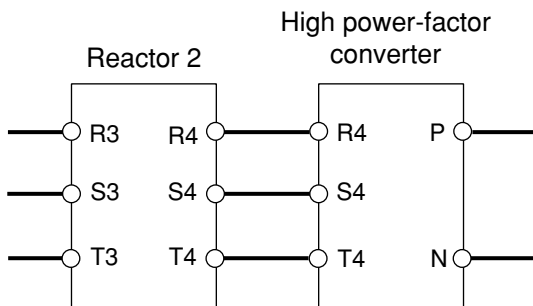 High power-factor
converter
Reactor 2
R3 R4 R4 P
S3 S4 S4
T3 T4 T4 N